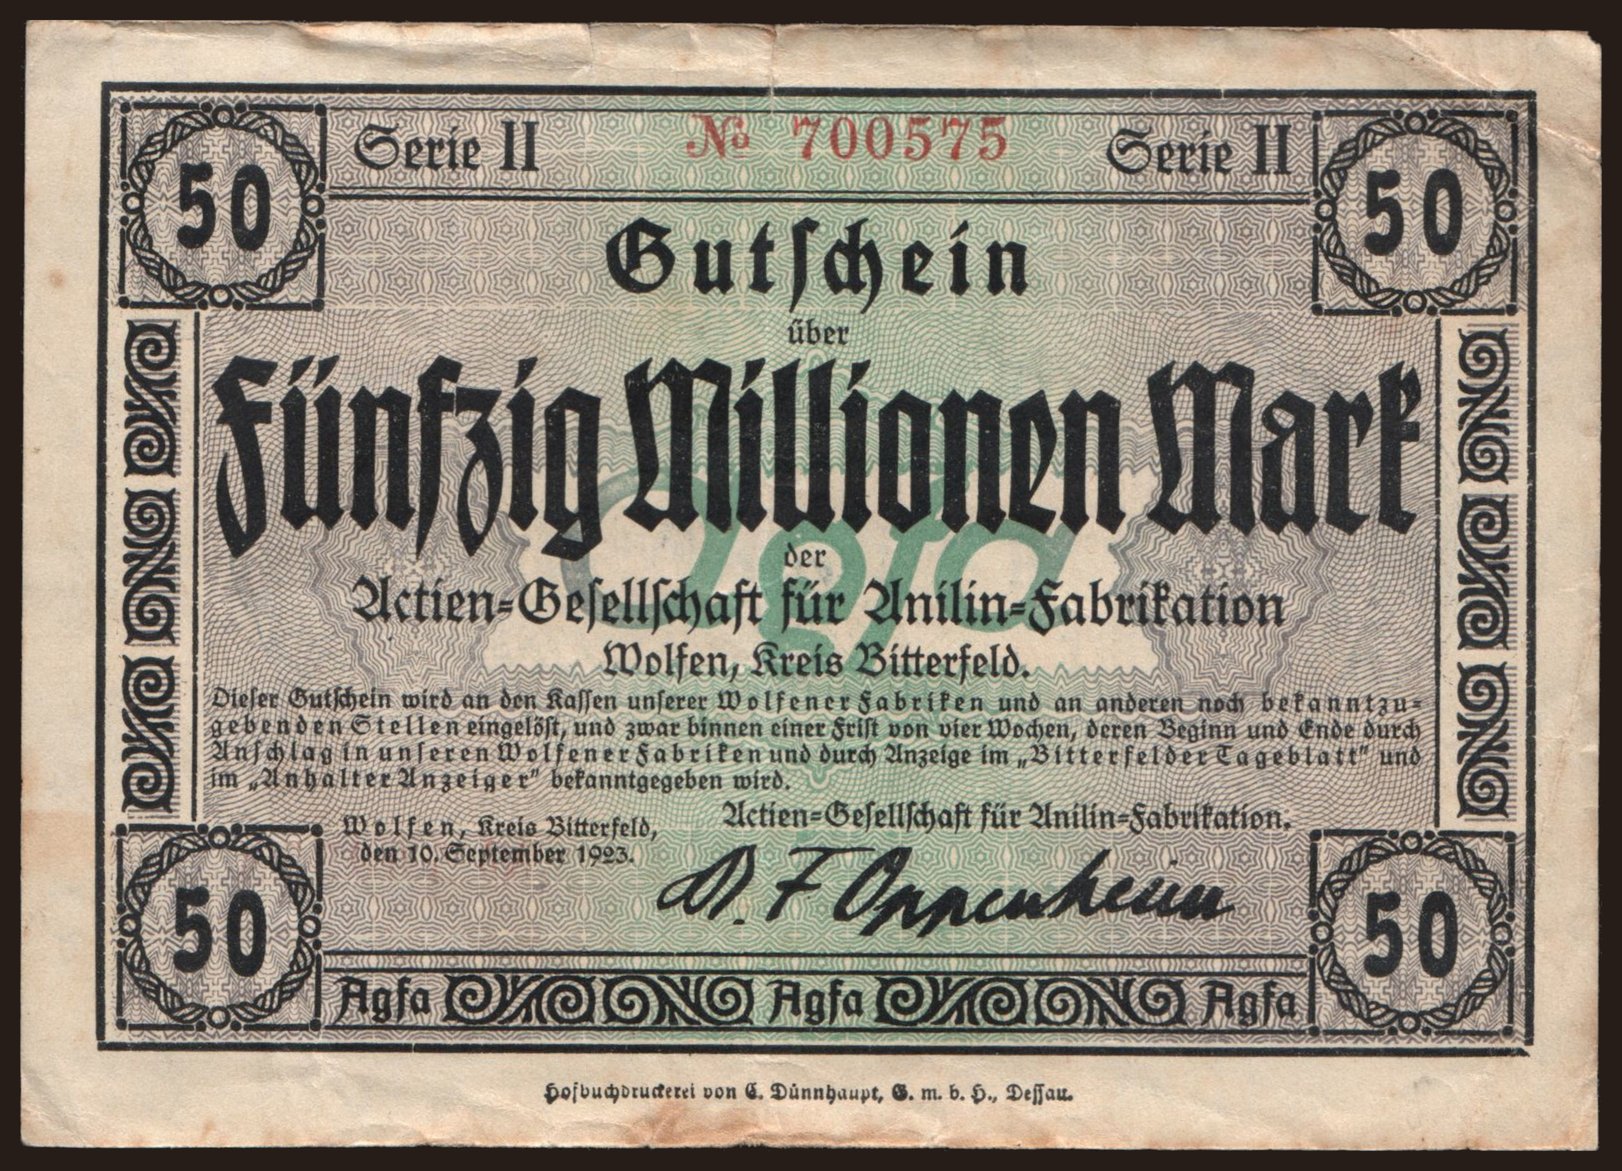 50 Serie II No 700575 Serie II 50
Gutschein
über
Fünfzig Millionen Mark
der
Agfa
Actien-Gesellschaft für Anilin-Fabrikation
Wolfen, Kreis Bitterfeld.
Dieser Gutschein wird an den Kassen unserer Wolfener Fabriken und an anderen noch bekanntzu-
gebenden Stellen eingelöst, und zwar binnen einer Frist von vier Wochen, deren Beginn und Ende durch
Anschlag in unseren Wolfener Fabriken und durch Anzeige im „Bitterfelder Tageblatt" und
im „Anhalter Anzeiger" bekanntgegeben wird.
Wolfen, Kreis Bitterfeld,
den 10. September 1923.
Actien-Gesellschaft für Anilin-Fabrikation.
F Oppenheim
50 Agfa Agfa Agfa 50
Hofbuchdruckerei von C. Dünnhaupt, G. m. b. H., Dessau.